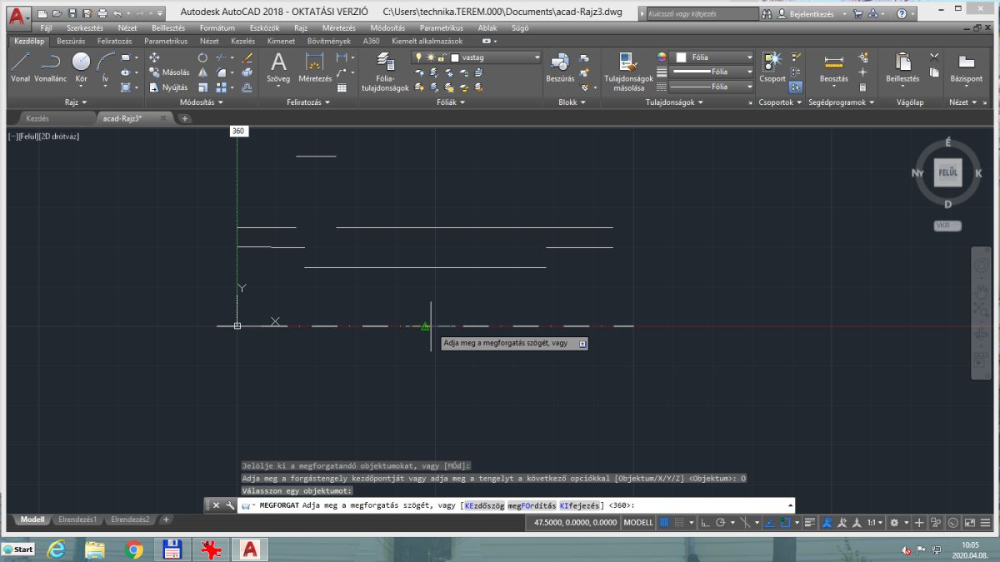 Autodesk AutoCAD 2018 - OKTATÁSI VERZIÓ C:\Users\technika.TEREM.000\Documents\acad-Rajz3.dwg
Kulcsszó vagy kifejezés
Bejelentkezés
Fájl Szerkesztés Nézet Beillesztés Formátum Eszközök Rajz Méretezés Módosítás Parametrikus Ablak Súgó
Kezdőlap Beszúrás Feliratozás Parametrikus Nézet Kezelés Kimenet Bővítmények A360 Kiemelt alkalmazások
Vonal Vonallánc Kör Ív
Másolás
Nyújtás
Szöveg Méretezés
Fólia-
tulajdonságok
vastag
Beszúrás
Tulajdonságok
másolása
Fólia
Fólia
Fólia
Csoport
Beosztás
Beillesztés
Bázispont
Rajz Módosítás Feliratozás Fóliák Blokk Tulajdonságok Csoportok Segédprogramok Vágólap Nézet
Kezdés acad-Rajz3*
[−][Felül][2D drótváz]
360
É
Ny FELÜL K
D
VKR
Y
X
Adja meg a megforgatás szögét, vagy
Jelölje ki a megforgatandó objektumokat, vagy [MÓd]:
Adja meg a forgástengely kezdőpontját vagy adja meg a tengelyt a következő opciókkal [Objektum/X/Y/Z] <Objektum>: O
Válasszon egy objektumot:
MEGFORGAT Adja meg a megforgatás szögét, vagy [KEzdőszög megFOrdítás KIfejezés] <360>:
Modell Elrendezés1 Elrendezés2
47.5000, 0.0000, 0.0000 MODELL 1:1
Start
10:05
2020.04.08.